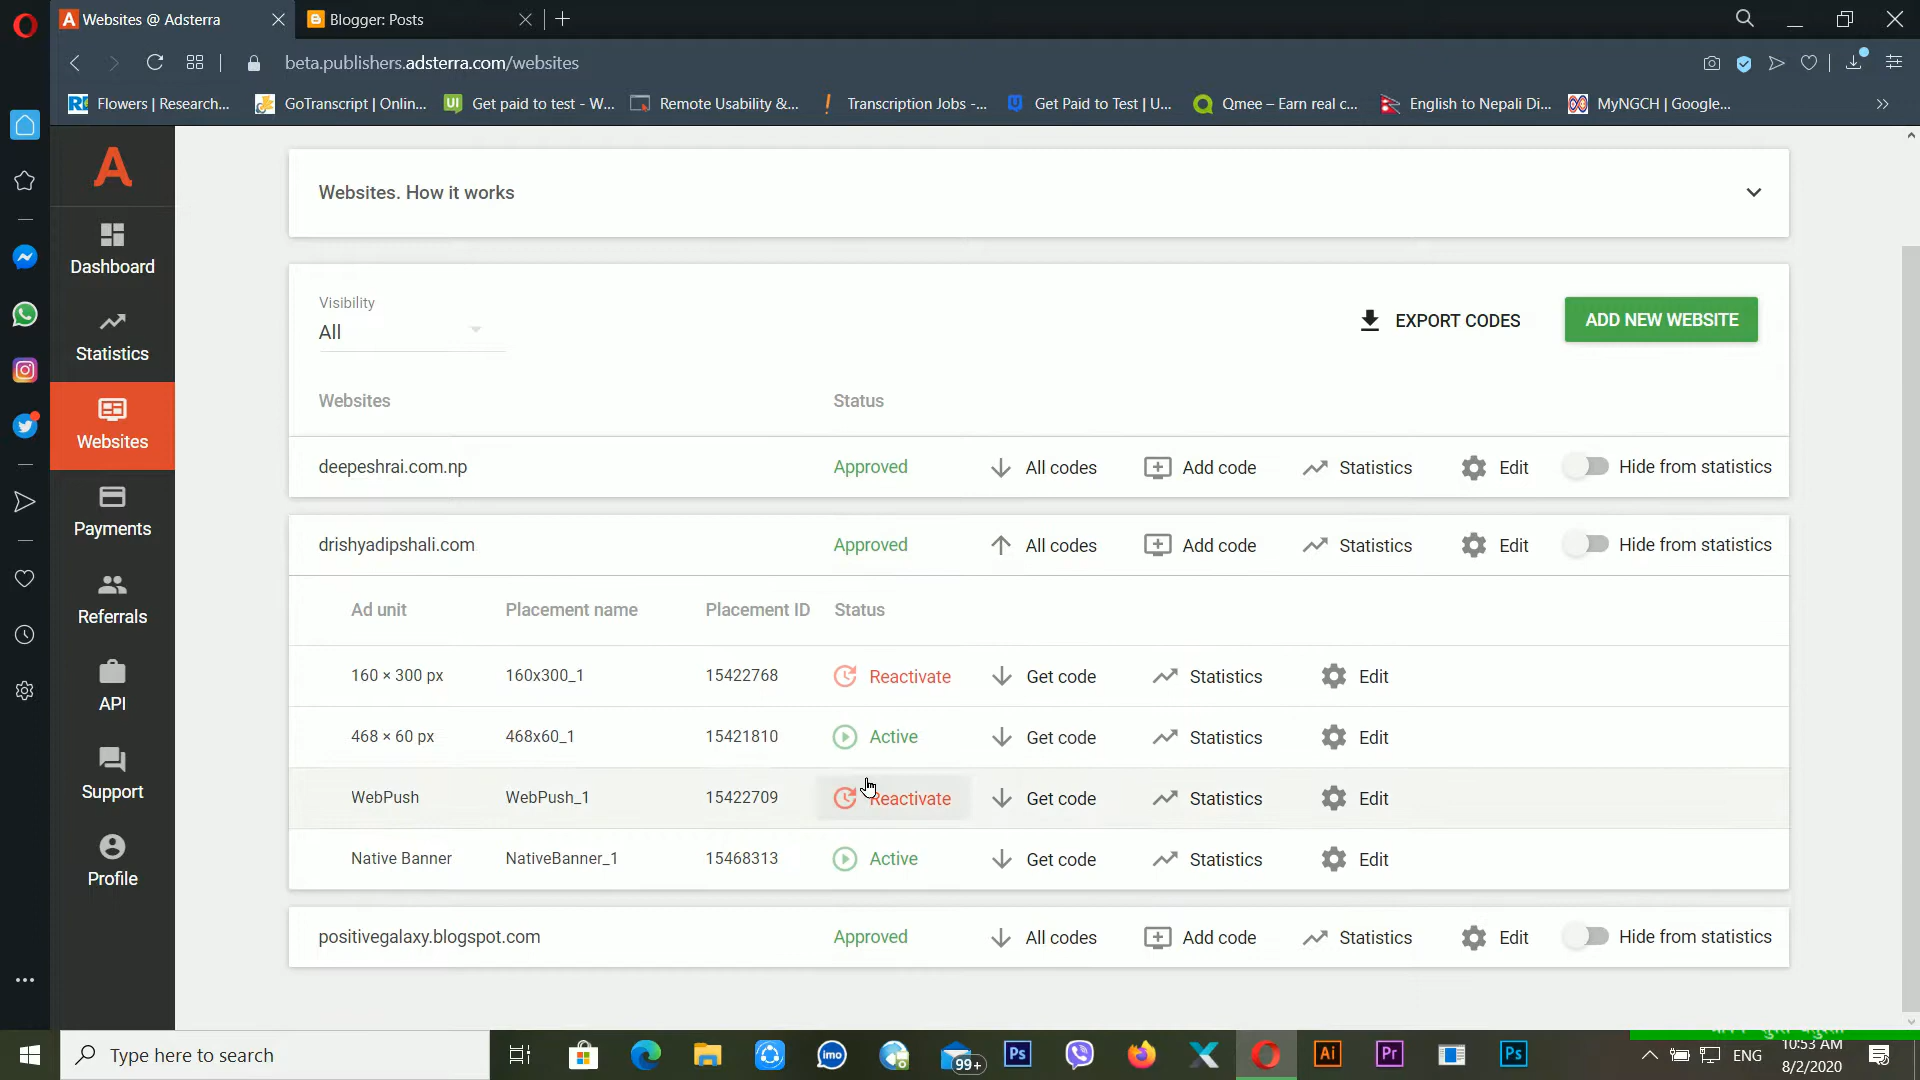 Websites @ Adsterra
Blogger: Posts
beta.publishers.adsterra.com/websites
Flowers | Research...
GoTranscript | Onlin...
Get paid to test - W...
Remote Usability &...
Transcription Jobs -...
Get Paid to Test | U...
Qmee – Earn real c...
English to Nepali Di...
MyNGCH | Google...
Dashboard
Statistics
Websites
Payments
Referrals
API
Support
Profile
Websites. How it works
Visibility
All
EXPORT CODES
ADD NEW WEBSITE
Websites Status
deepeshrai.com.np Approved All codes Add code Statistics Edit Hide from statistics
drishyadipshali.com Approved All codes Add code Statistics Edit Hide from statistics
Ad unit Placement name Placement ID Status
160 × 300 px 160x300_1 15422768 Reactivate Get code Statistics Edit
468 × 60 px 468x60_1 15421810 Active Get code Statistics Edit
WebPush WebPush_1 15422709 Reactivate Get code Statistics Edit
Native Banner NativeBanner_1 15468313 Active Get code Statistics Edit
positivegalaxy.blogspot.com Approved All codes Add code Statistics Edit Hide from statistics
Type here to search
imo
99+
Ps
Ai
Pr
Ps
ENG
10:53 AM
8/2/2020